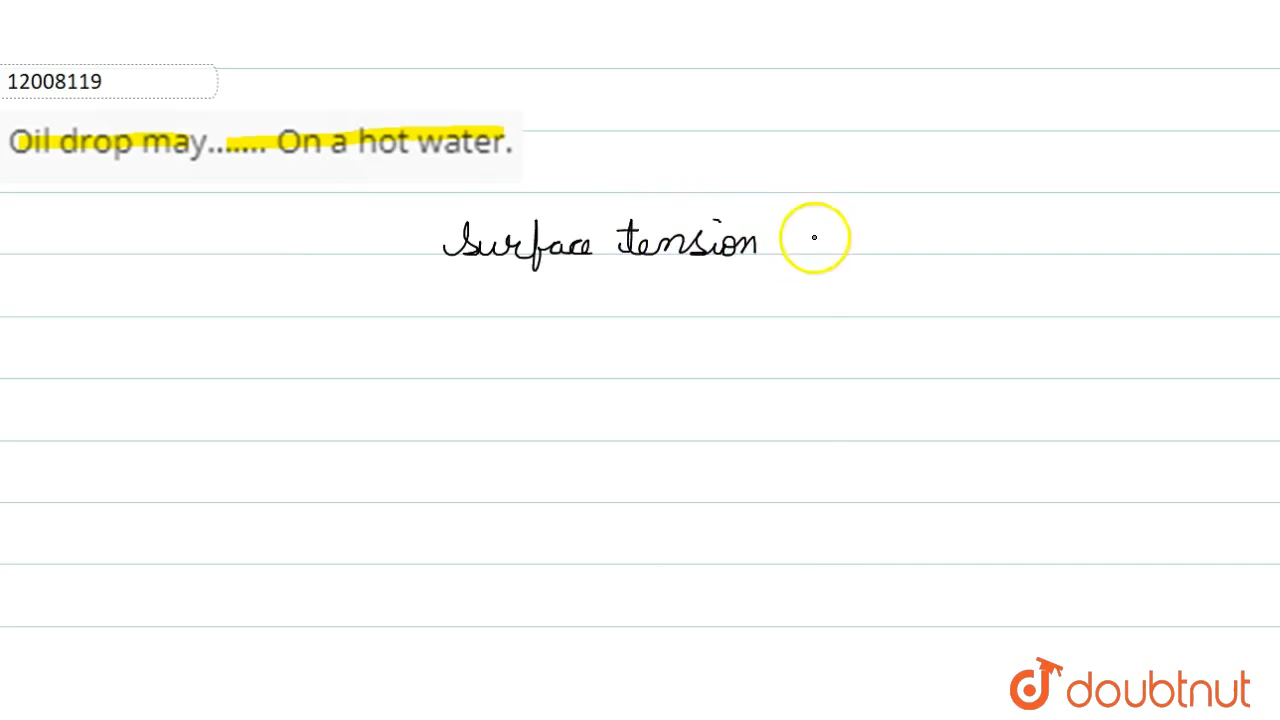 12008119
Oil drop may....... On a hot water.
Surface tension
doubtnut